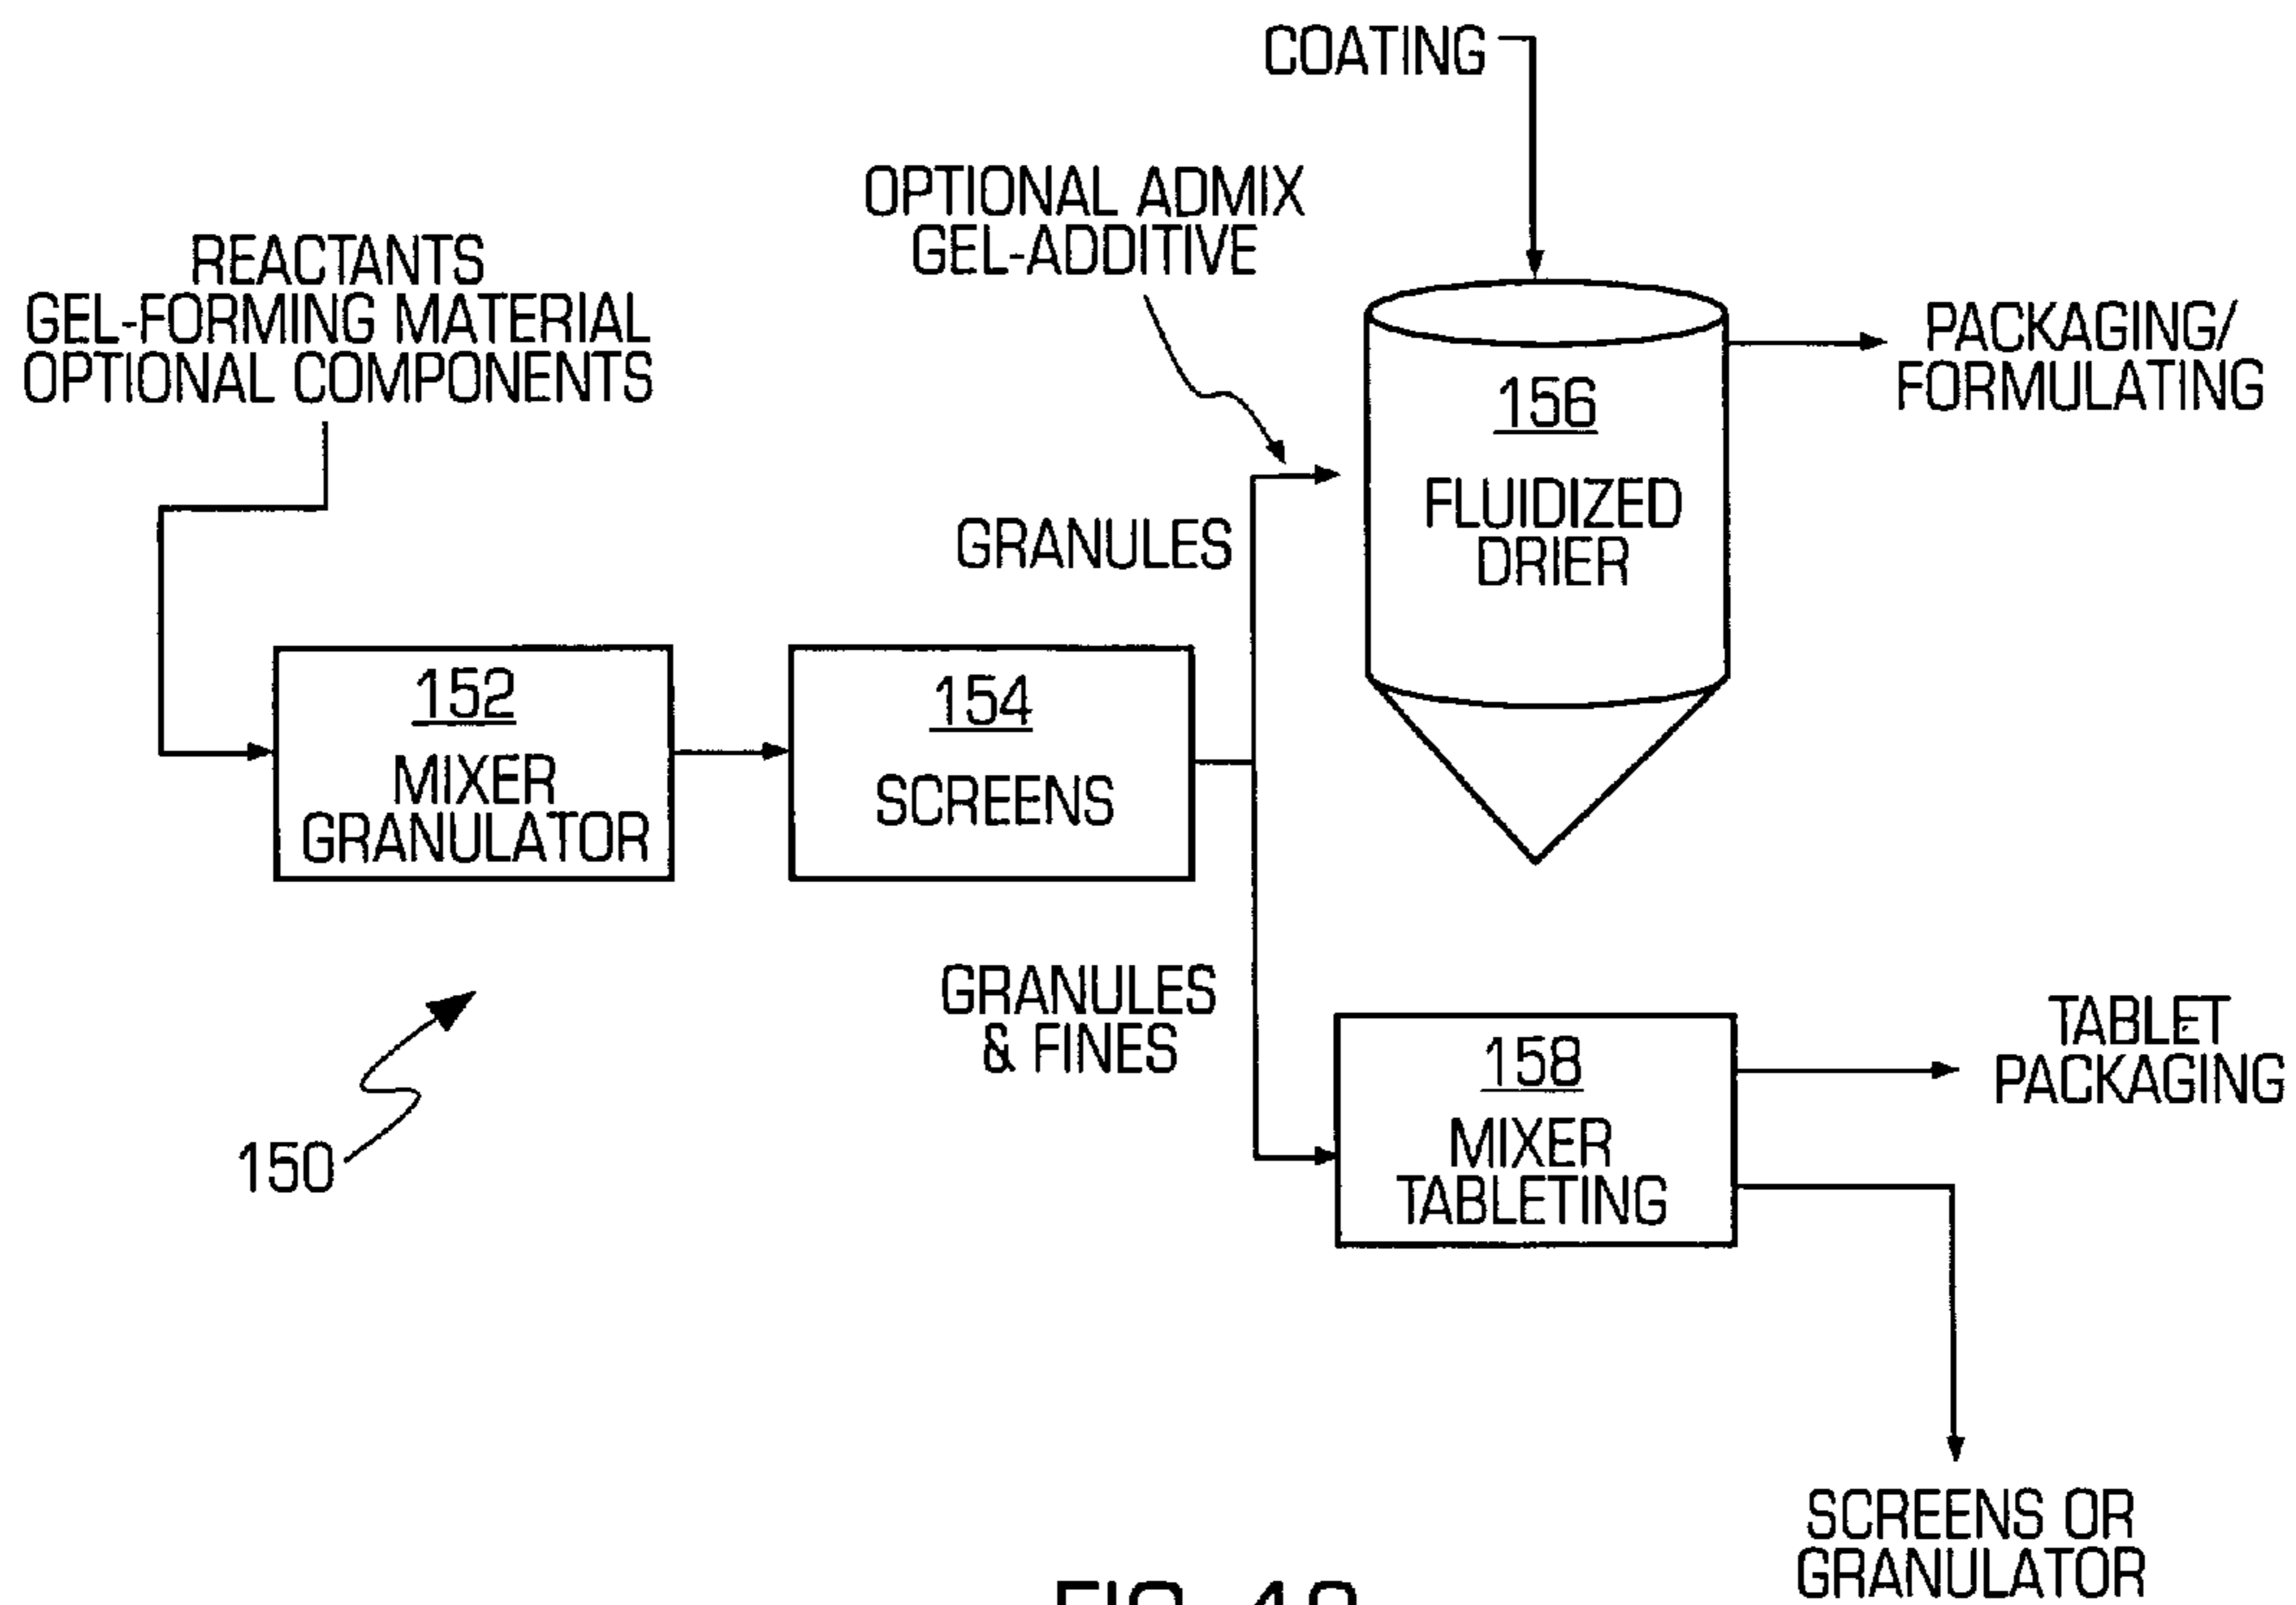 COATING
OPTIONAL ADMIX
GEL-ADDITIVE
REACTANTS
GEL-FORMING MATERIAL
OPTIONAL COMPONENTS
PACKAGING/
FORMULATING
156
FLUIDIZED
DRIER
GRANULES
152
MIXER
GRANULATOR
154
SCREENS
GRANULES
& FINES
158
MIXER
TABLETING
TABLET
PACKAGING
150
SCREENS OR
GRANULATOR